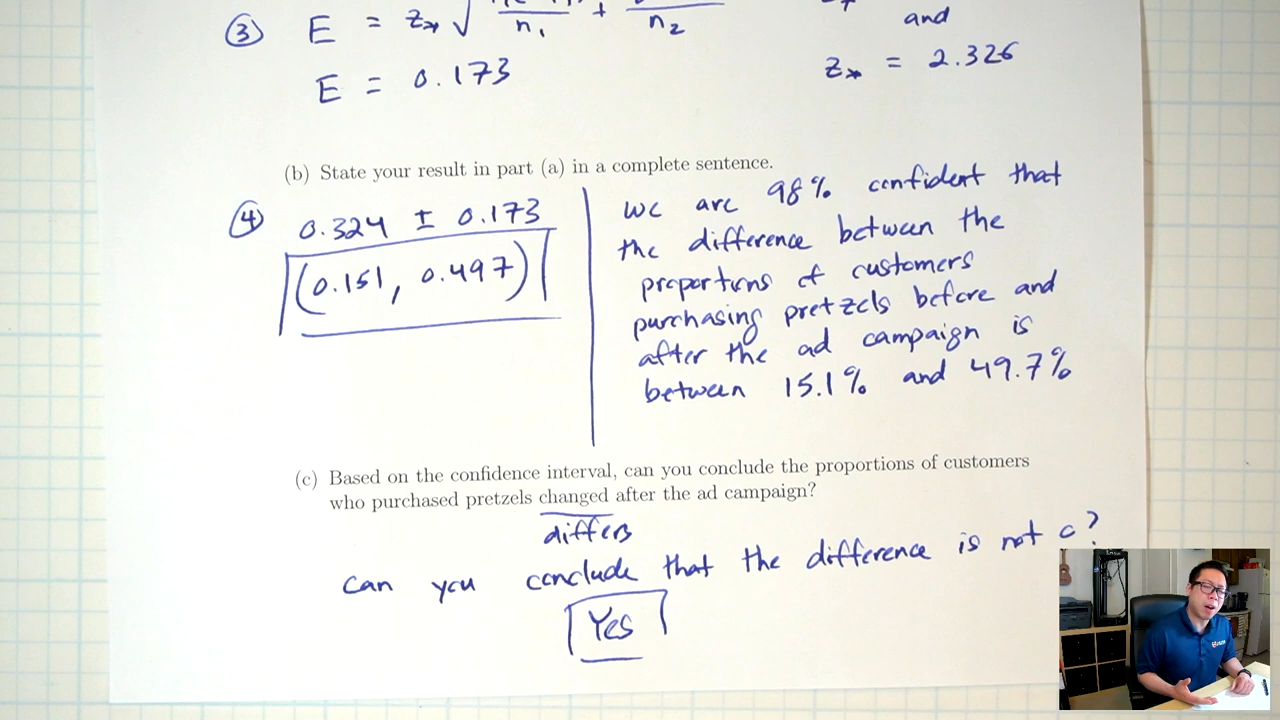 ③ E = z* √ n₁ + n₂
and
E = 0.173
z* = 2.326
(b) State your result in part (a) in a complete sentence.
④ 0.324 ± 0.173
(0.151, 0.497)
we are 98% confident that
the difference between the
proportions of customers
purchasing pretzels before and
after the ad campaign is
between 15.1% and 49.7%
(c) Based on the confidence interval, can you conclude the proportions of customers
who purchased pretzels changed after the ad campaign?
differs
can you conclude that the difference is not 0?
Yes